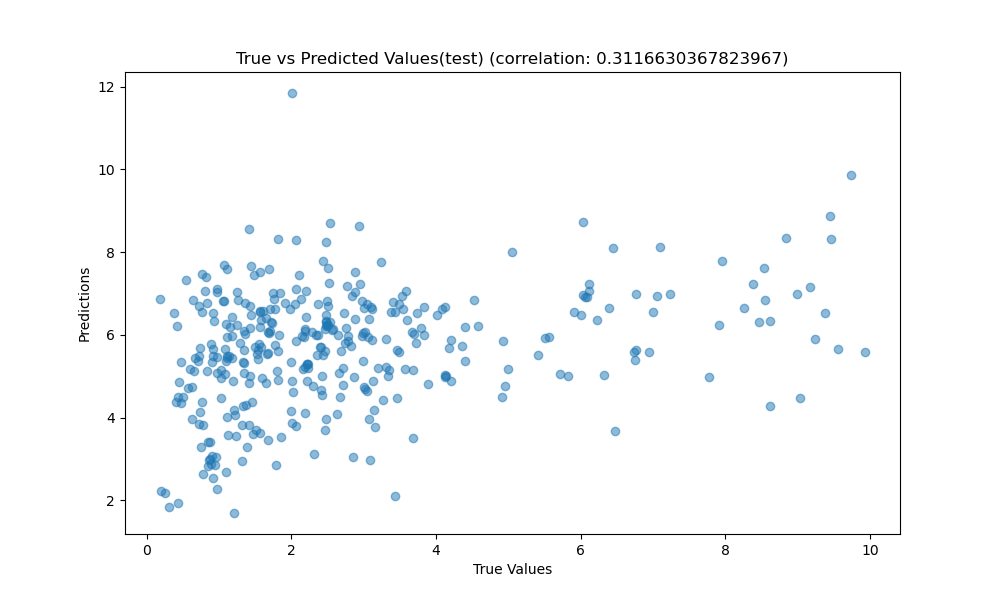 True vs Predicted Values(test) (correlation: 0.3116630367823967)
12
10
8
6
4
2
Predictions
0 2 4 6 8 10
True Values